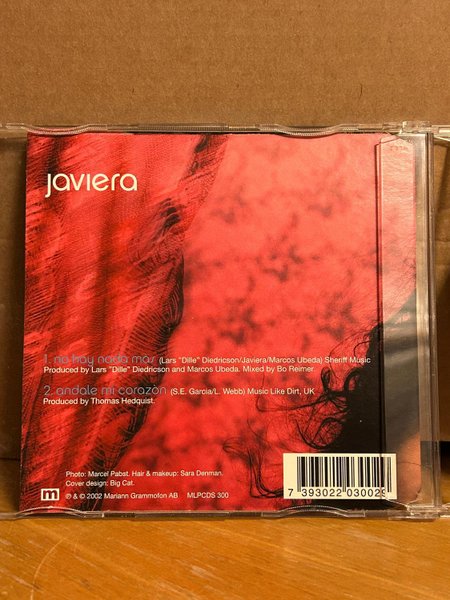 javiera
1. no hay nada más (Lars "Dille" Diedricson/Javiera/Marcos Ubeda) Sheriff Music
Produced by Lars "Dille" Diedricson and Marcos Ubeda. Mixed by Bo Reimer.
2. andale mi corazón (S.E. Garcia/L. Webb) Music Like Dirt, UK
Produced by Thomas Hedquist.
Photo: Marcel Pabst. Hair & makeup: Sara Denman.
Cover design: Big Cat.
m ℗ & © 2002 Mariann Grammofon AB MLPCDS 300
7 393022 030029